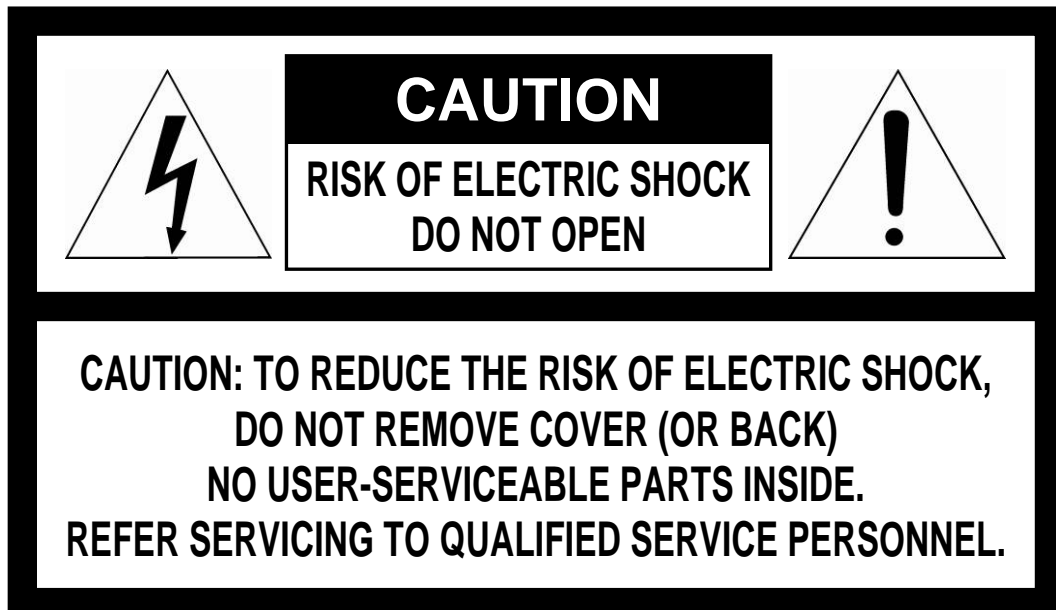 CAUTION
RISK OF ELECTRIC SHOCK
DO NOT OPEN
CAUTION: TO REDUCE THE RISK OF ELECTRIC SHOCK,
DO NOT REMOVE COVER (OR BACK)
NO USER-SERVICEABLE PARTS INSIDE.
REFER SERVICING TO QUALIFIED SERVICE PERSONNEL.